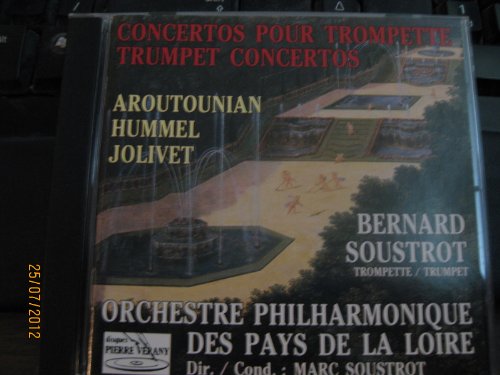 CONCERTOS POUR TROMPETTE
TRUMPET CONCERTOS
AROUTOUNIAN
HUMMEL
JOLIVET
BERNARD
SOUSTROT
TROMPETTE / TRUMPET
ORCHESTRE PHILHARMONIQUE
DES PAYS DE LA LOIRE
Dir. / Cond. : MARC SOUSTROT
disques
PIERRE VERANY
25/07/2012